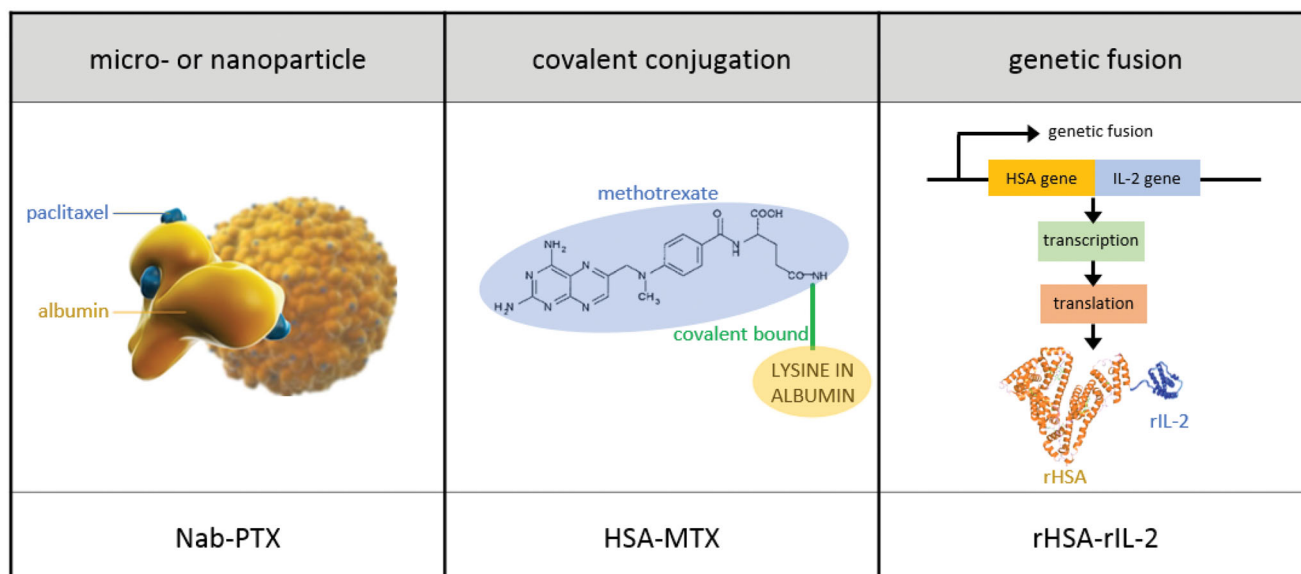 micro- or nanoparticle
covalent conjugation
genetic fusion
paclitaxel
albumin
methotrexate
NH₂
N
N
H₂N
N
N
N
CH₃
O
N
H
COOH
CO
NH
covalent bound
LYSINE IN
ALBUMIN
genetic fusion
HSA gene
IL-2 gene
transcription
translation
rIL-2
rHSA
Nab-PTX
HSA-MTX
rHSA-rIL-2